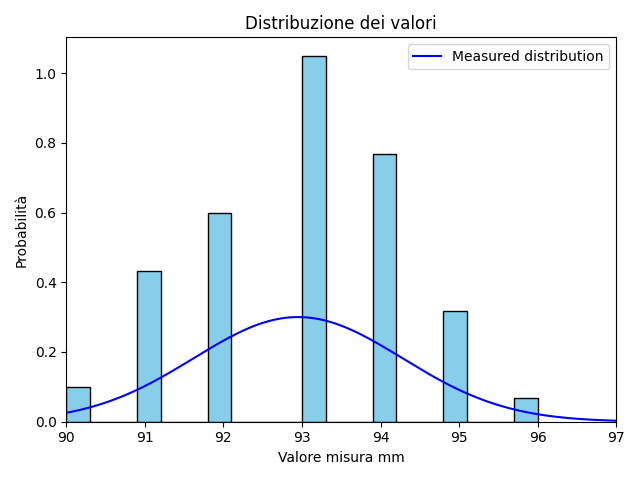 Distribuzione dei valori
Measured distribution
Probabilità
1.0
0.8
0.6
0.4
0.2
0.0
90 91 92 93 94 95 96 97
Valore misura mm